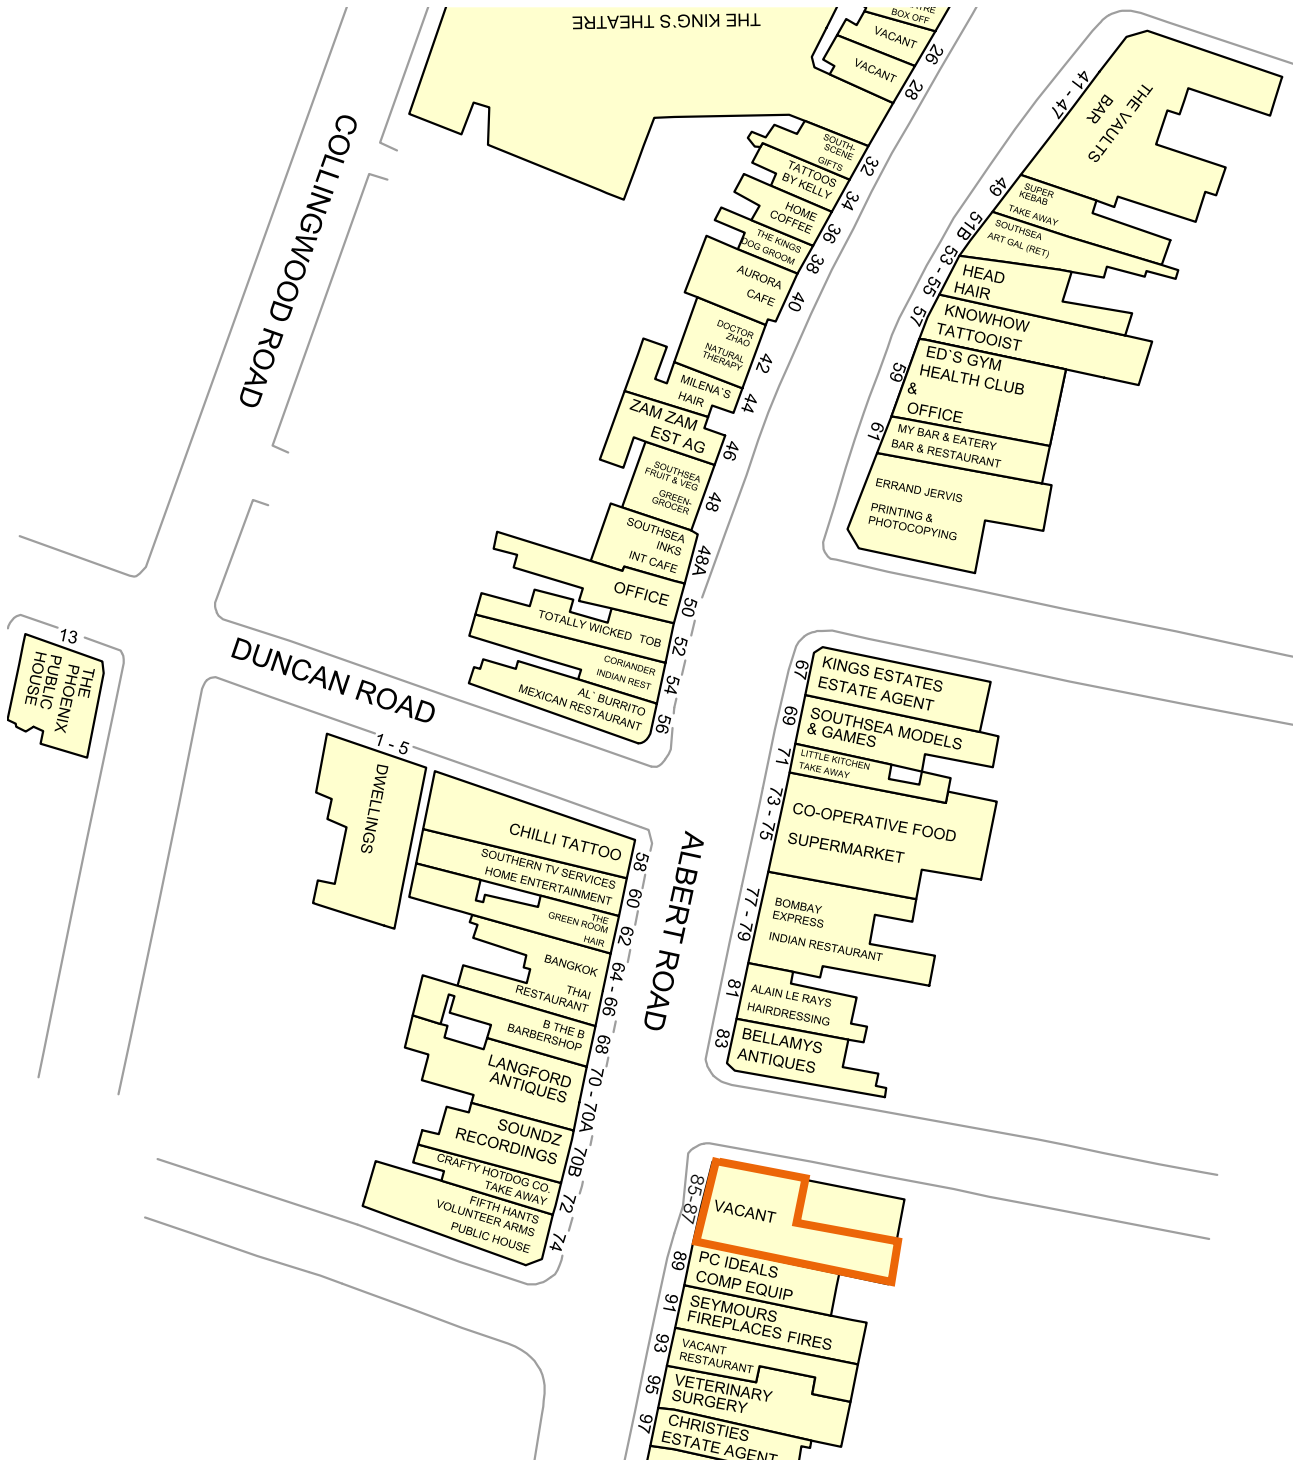 THE KING'S THEATRE
TRE
BOX OFF
VACANT
26
VACANT
28
SOUTH-
SCENE
GIFTS
32
TATTOOS
BY KELLY
34
HOME
COFFEE
36
THE KINGS
DOG GROOM
38
AURORA
CAFE
40
DOCTOR
ZHAO
NATURAL
THERAPY
42
MILENA`S
HAIR
44
ZAM ZAM
EST AG
46
SOUTHSEA
FRUIT & VEG
GREEN-
GROCER
48
SOUTHSEA
INKS
INT CAFE
48A
OFFICE
50
TOTALLY WICKED TOB
52
CORIANDER
INDIAN REST
54
AL` BURRITO
MEXICAN RESTAURANT
56
COLLINGWOOD ROAD
DUNCAN ROAD
ALBERT ROAD
41 - 47
THE VAULTS
BAR
49
SUPER
KEBAB
TAKE AWAY
51B
SOUTHSEA
ART GAL (RET)
53 - 55
HEAD
HAIR
57
KNOWHOW
TATTOOIST
59
ED`S GYM
HEALTH CLUB
&
OFFICE
61
MY BAR & EATERY
BAR & RESTAURANT
ERRAND JERVIS
PRINTING &
PHOTOCOPYING
13
THE
PHOENIX
PUBLIC
HOUSE
1 - 5
DWELLINGS
CHILLI TATTOO
58
SOUTHERN TV SERVICES
HOME ENTERTAINMENT
60
THE
GREEN ROOM
HAIR
62
BANGKOK
THAI
RESTAURANT
64 - 66
B THE B
BARBERSHOP
68
LANGFORD
ANTIQUES
70 - 70A
SOUNDZ
RECORDINGS
70B
CRAFTY HOTDOG CO.
TAKE AWAY
72
FIFTH HANTS
VOLUNTEER ARMS
PUBLIC HOUSE
74
67
KINGS ESTATES
ESTATE AGENT
69
SOUTHSEA MODELS
& GAMES
71
LITTLE KITCHEN
TAKE AWAY
73 - 75
CO-OPERATIVE FOOD
SUPERMARKET
77 - 79
BOMBAY
EXPRESS
INDIAN RESTAURANT
81
ALAIN LE RAYS
HAIRDRESSING
83
BELLAMYS
ANTIQUES
85-87
VACANT
89
PC IDEALS
COMP EQUIP
91
SEYMOURS
FIREPLACES FIRES
93
VACANT
RESTAURANT
95
VETERINARY
SURGERY
97
CHRISTIES
ESTATE AGENT